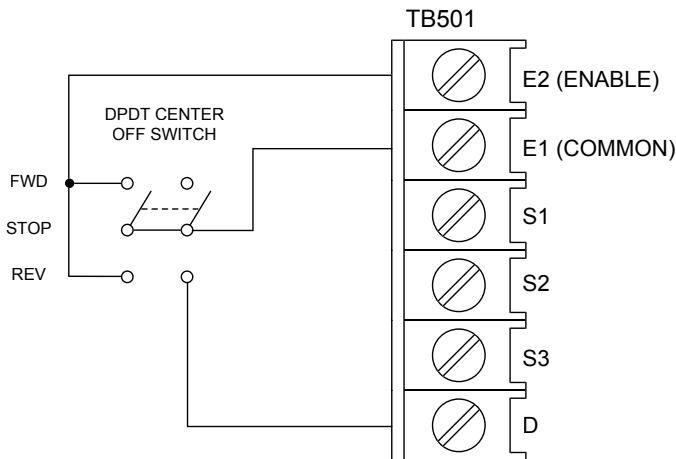 TB501
E2 (ENABLE)
DPDT CENTER
OFF SWITCH
E1 (COMMON)
FWD
S1
STOP
REV
S2
S3
D